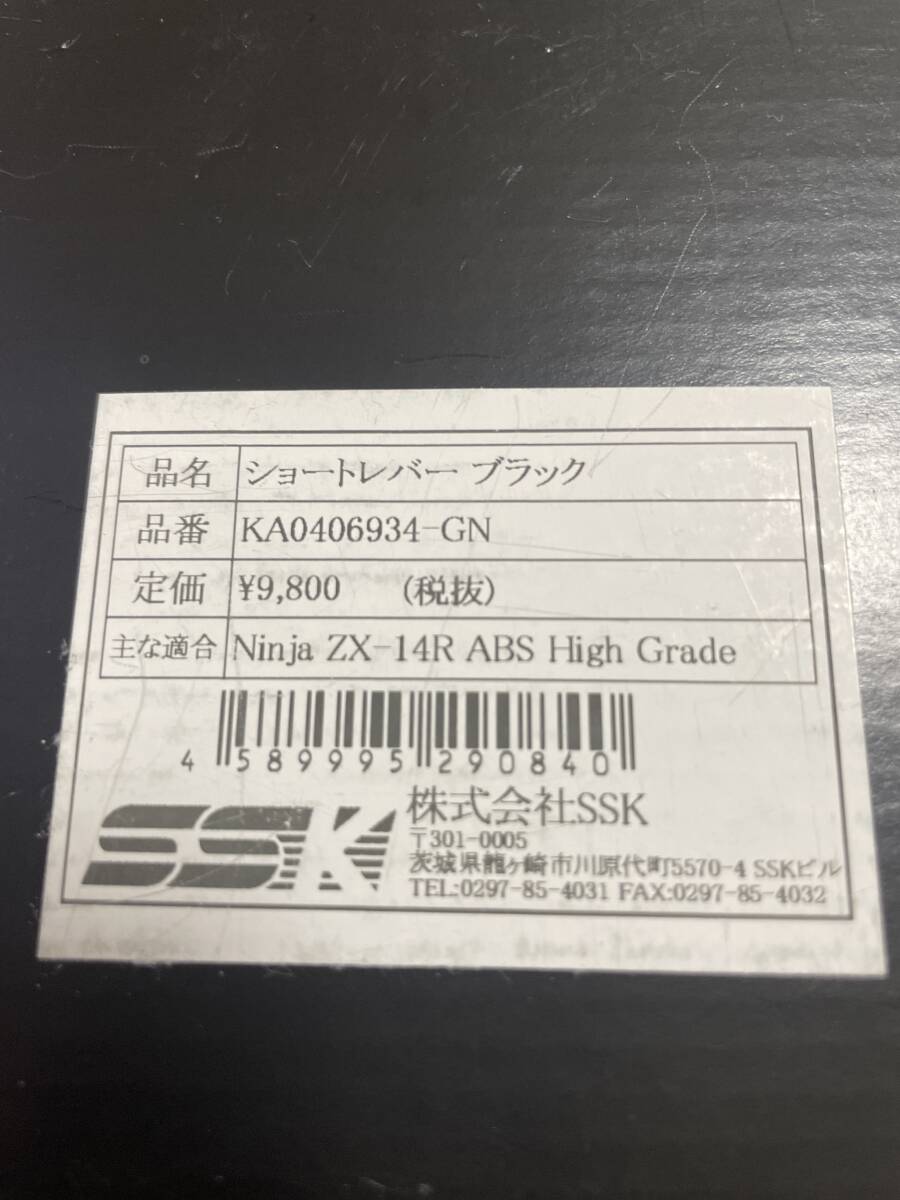 品名 ショートレバー ブラック
品番 KA0406934-GN
定価 ¥9,800 (税抜)
主な適合 Ninja ZX-14R ABS High Grade
4 589995 290840
SSK
株式会社SSK
〒301-0005
茨城県龍ヶ崎市川原代町5570-4 SSKビル
TEL:0297-85-4031 FAX:0297-85-4032